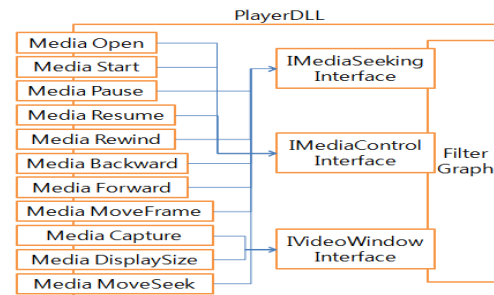 PlayerDLL
Media Open
Media Start
Media Pause
Media Resume
Media Rewind
Media Backward
Media Forward
Media MoveFrame
Media Capture
Media DisplaySize
Media MoveSeek
IMediaSeeking
Interface
IMediaControl
Interface
IVideoWindow
Interface
Filter
Graph